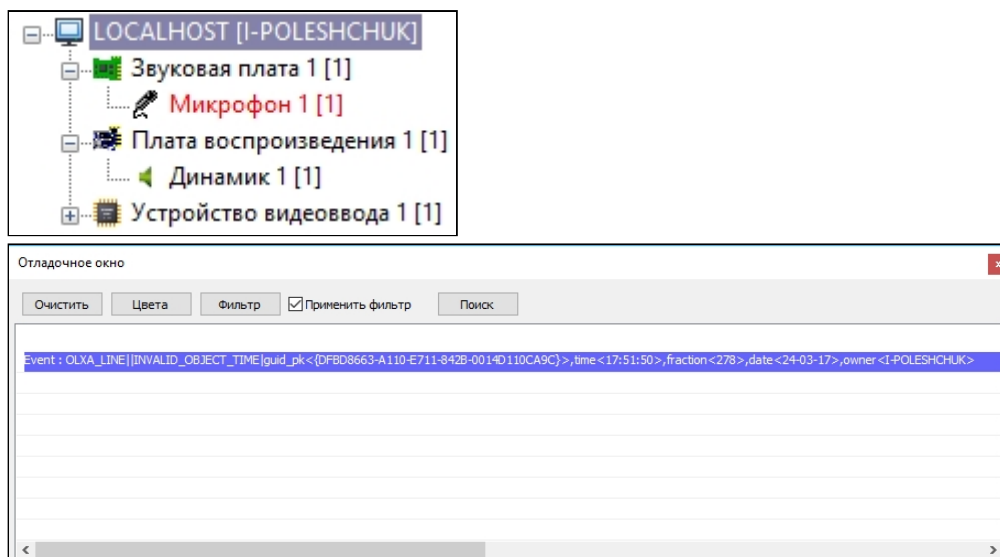 LOCALHOST [I-POLESHCHUK]
Звуковая плата 1 [1]
Микрофон 1 [1]
Плата воспроизведения 1 [1]
Динамик 1 [1]
Устройство видеоввода 1 [1]
Отладочное окно
Очистить Цвета Фильтр Применить фильтр Поиск
Event : OLXA_LINE||INVALID_OBJECT_TIME|guid_pk<{DFBD8663-A110-E711-842B-0014D110CA9C}>,time<17:51:50>,fraction<278>,date<24-03-17>,owner<I-POLESHCHUK>